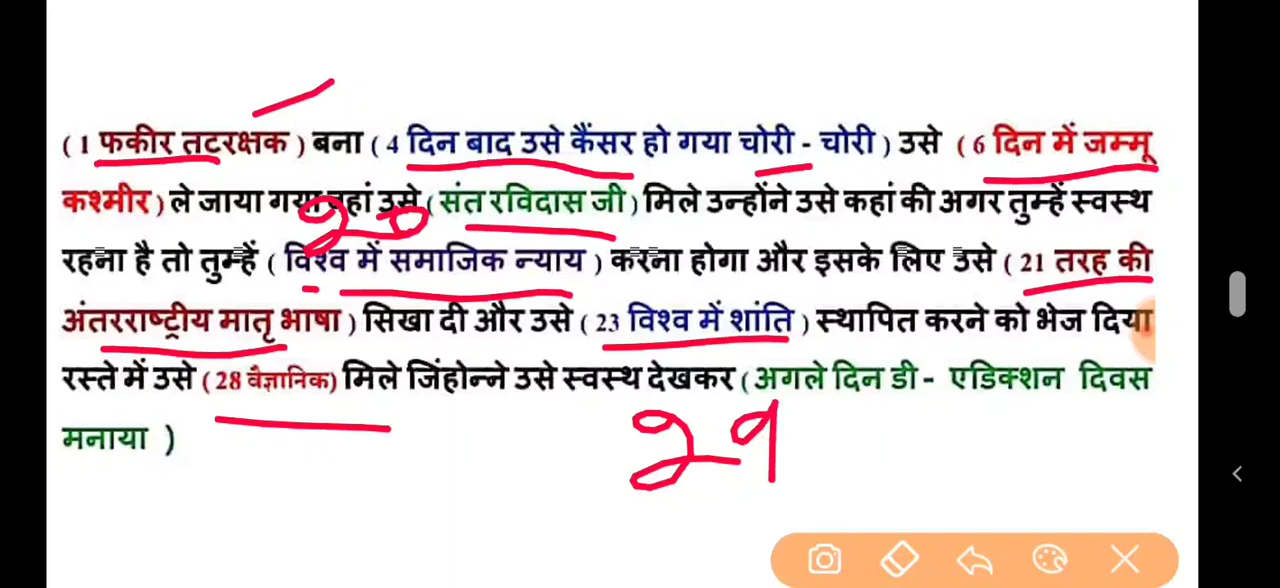 ( 1 फकीर तटरक्षक ) बना ( 4 दिन बाद उसे कैंसर हो गया चोरी - चोरी ) उसे ( 6 दिन में जम्मू
कश्मीर ) ले जाया गया वहां उसे ( संत रविदास जी ) मिले उन्होंने उसे कहां की अगर तुम्हें स्वस्थ
20
रहना है तो तुम्हें ( विश्व में समाजिक न्याय ) करना होगा और इसके लिए उसे ( 21 तरह की
अंतरराष्ट्रीय मातृ भाषा ) सिखा दी और उसे ( 23 विश्व में शांति ) स्थापित करने को भेज दिया
रस्ते में उसे ( 28 वैज्ञानिक) मिले जिंहोन्ने उसे स्वस्थ देखकर ( अगले दिन डी - एडिक्शन दिवस
मनाया )
29